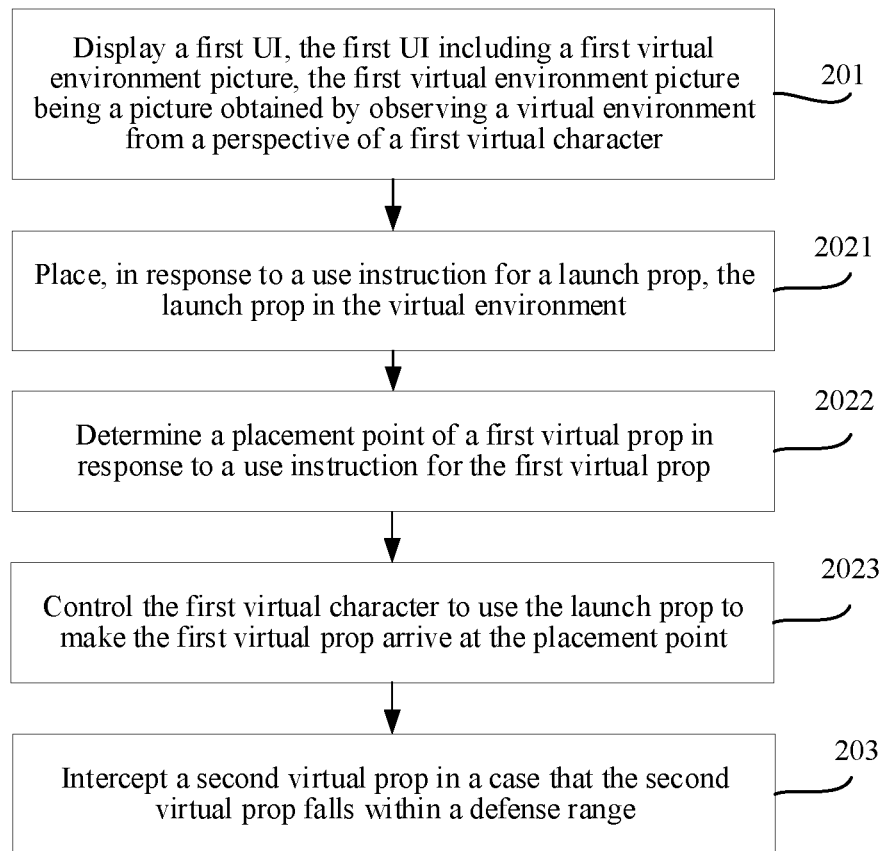 Display a first UI, the first UI including a first virtual
environment picture, the first virtual environment picture
being a picture obtained by observing a virtual environment
from a perspective of a first virtual character
201
Place, in response to a use instruction for a launch prop, the
launch prop in the virtual environment
2021
Determine a placement point of a first virtual prop in
response to a use instruction for the first virtual prop
2022
Control the first virtual character to use the launch prop to
make the first virtual prop arrive at the placement point
2023
Intercept a second virtual prop in a case that the second
virtual prop falls within a defense range
203